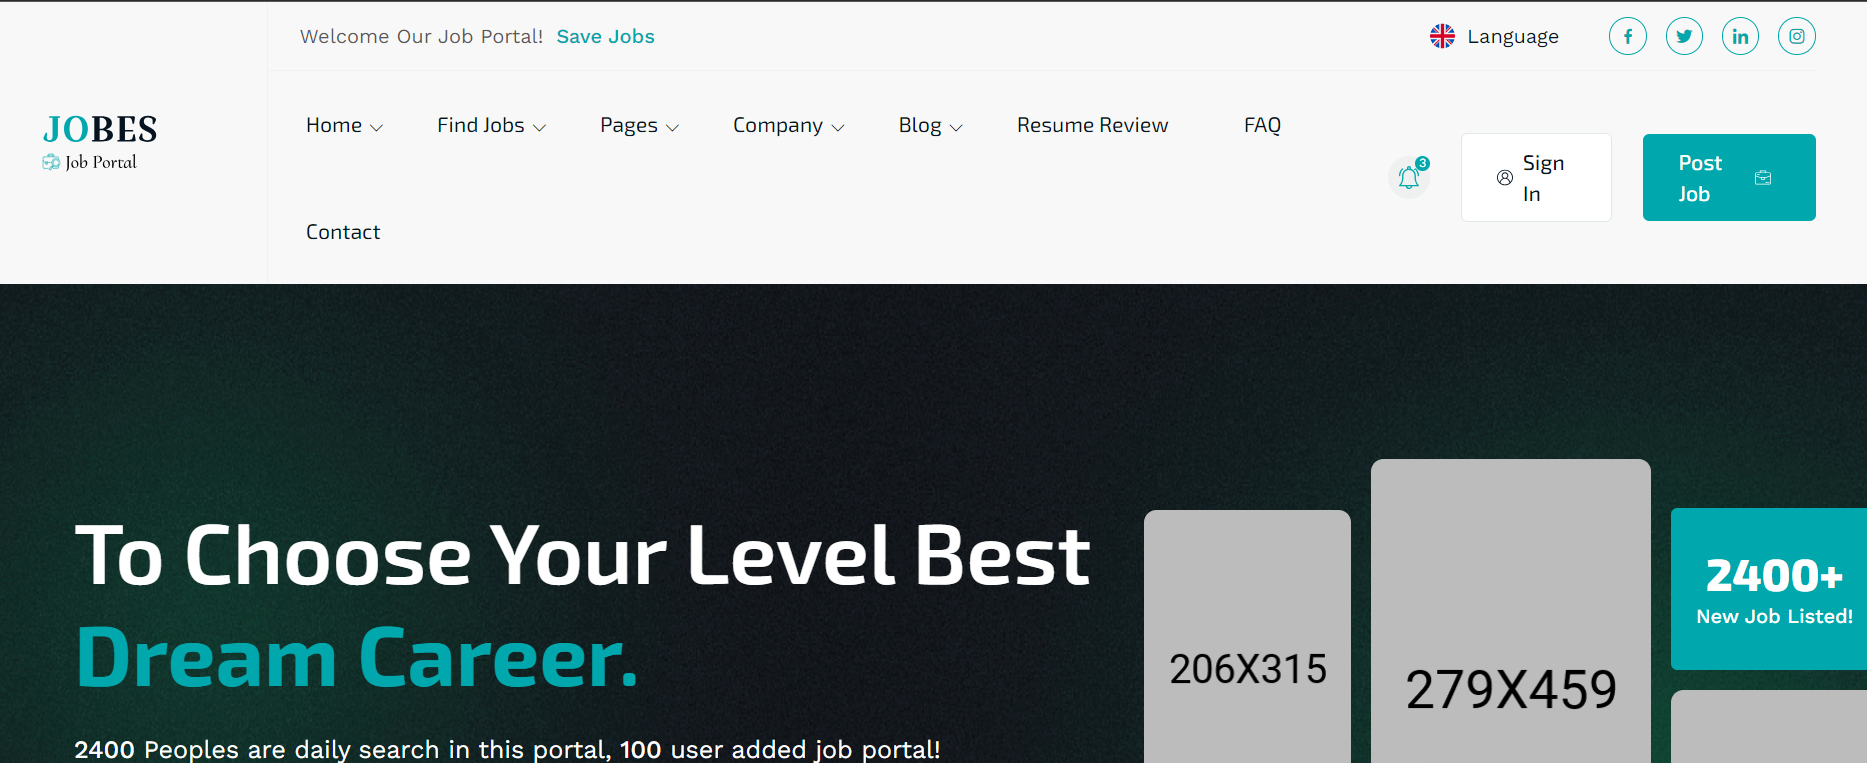 Welcome Our Job Portal! Save Jobs
Language
JOBES
Job Portal
Home
Find Jobs
Pages
Company
Blog
Resume Review
FAQ
Contact
3
Sign
In
Post
Job
To Choose Your Level Best
Dream Career.
2400 Peoples are daily search in this portal, 100 user added job portal!
206X315
279X459
2400+
New Job Listed!